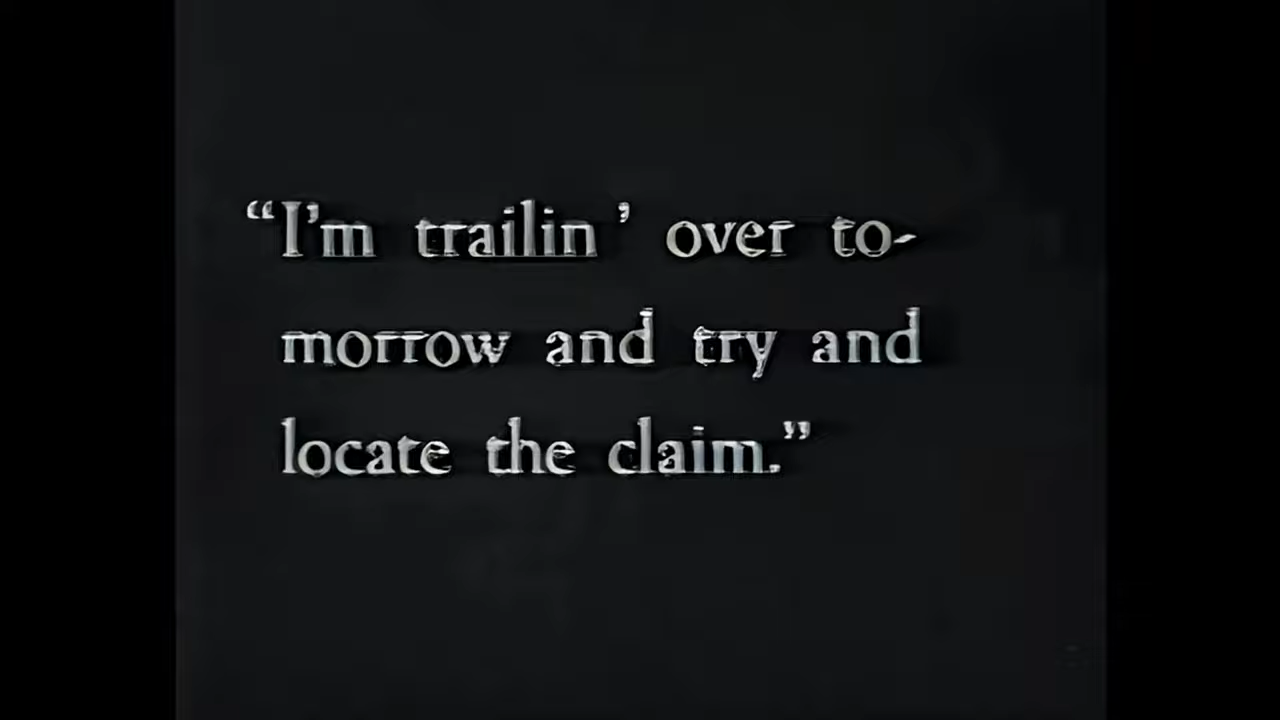 “I'm trailin’ over to-
morrow and try and
locate the claim.”